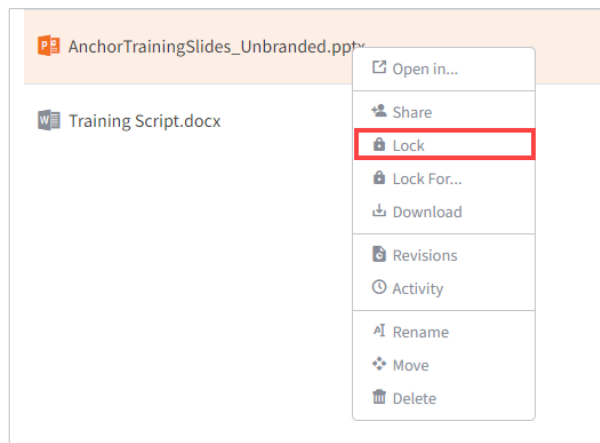 AnchorTrainingSlides_Unbranded.pptx
Open in...
Training Script.docx
Share
Lock
Lock For...
Download
Revisions
Activity
Rename
Move
Delete